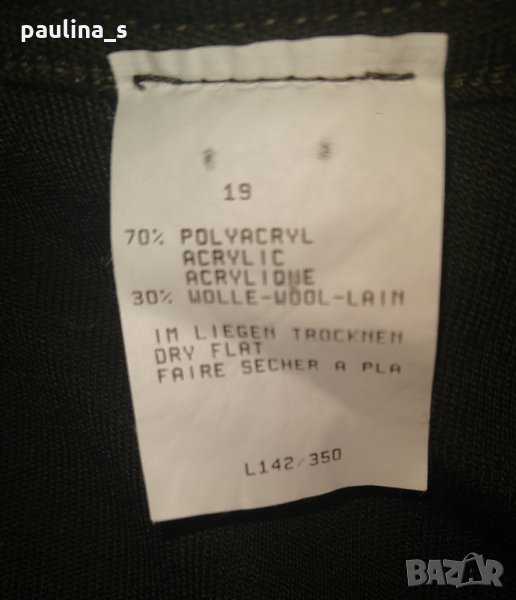 paulina_s
19
70% POLYACRYL
ACRYLIC
ACRYLIQUE
30% WOLLE-WOOL-LAIN
IM LIEGEN TROCKNEN
DRY FLAT
FAIRE SECHER A PLA
L142/350
BAZAR